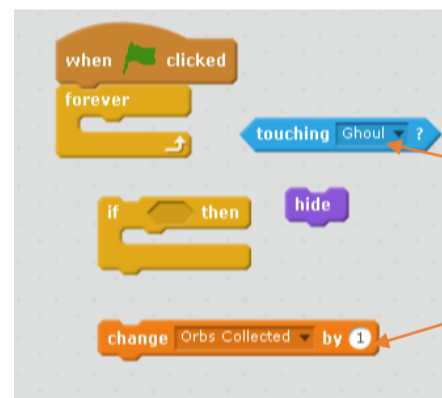 when clicked
forever
touching Ghoul ?
if then
hide
change Orbs Collected by 1